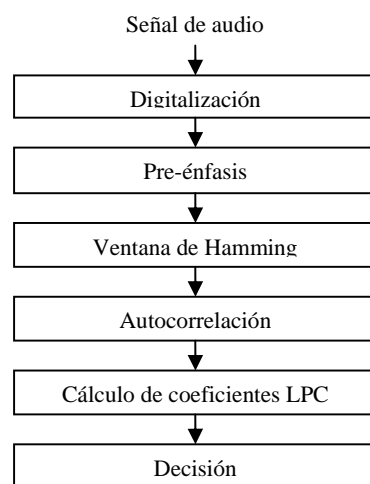 Señal de audio
Digitalización
Pre-énfasis
Ventana de Hamming
Autocorrelación
Cálculo de coeficientes LPC
Decisión